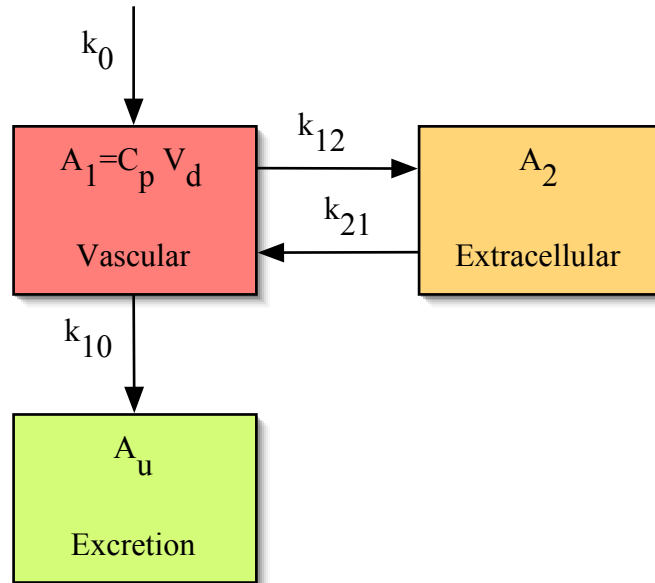 k0
A1=Cp Vd
Vascular
k12
k21
A2
Extracellular
k10
Au
Excretion